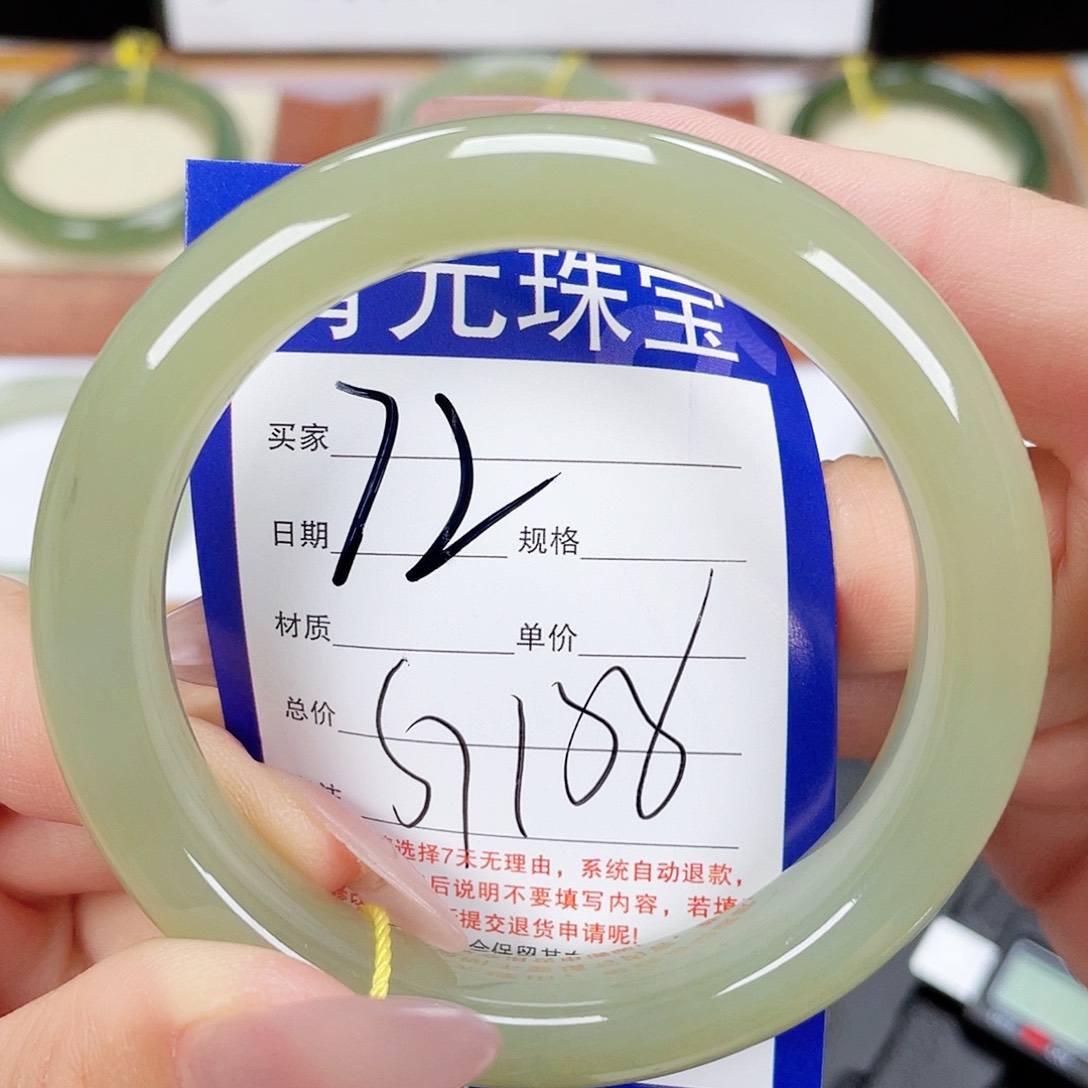 元珠宝
买家
72
日期 规格
材质 单价
总价
选择7天无理由，系统自动退款，
后说明不要填写内容，若填
提交退货申请呢！